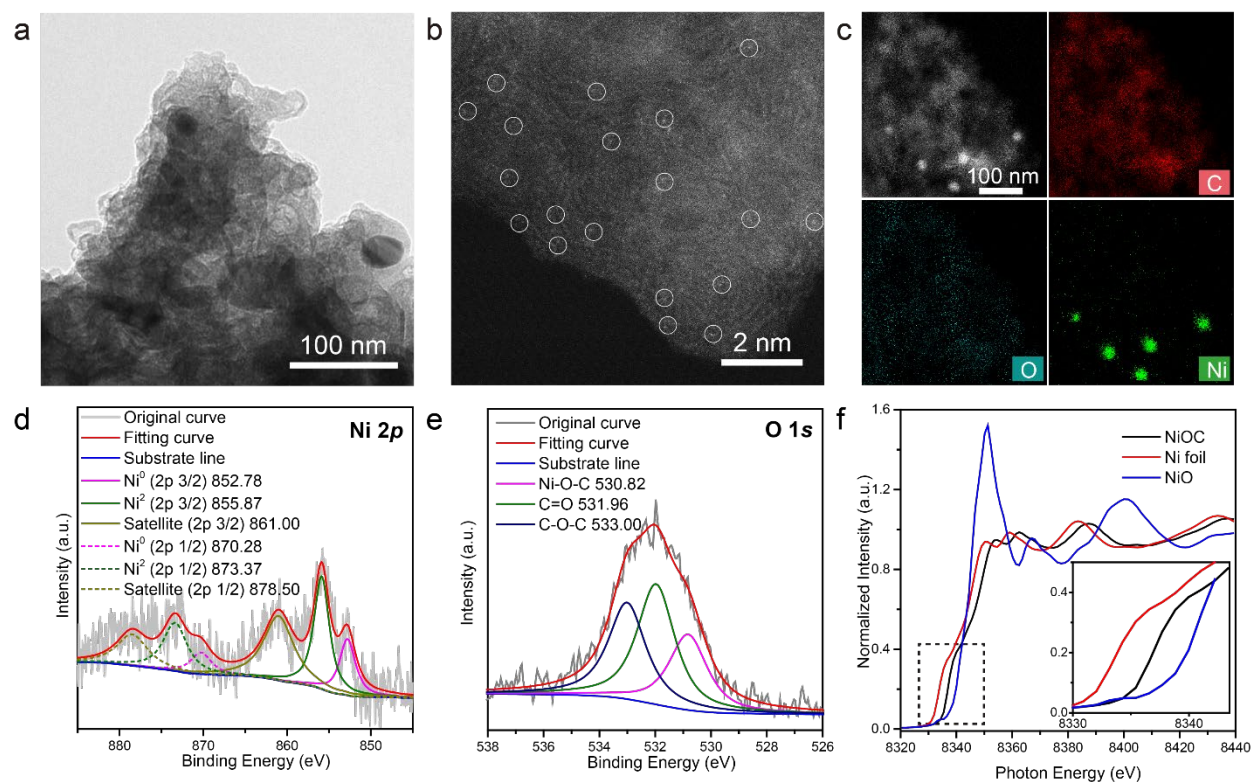 a
100 nm
b
2 nm
c
100 nm
C
O
Ni
d
Original curve
Fitting curve
Substrate line
Ni⁰ (2p 3/2) 852.78
Ni² (2p 3/2) 855.87
Satellite (2p 3/2) 861.00
Ni⁰ (2p 1/2) 870.28
Ni² (2p 1/2) 873.37
Satellite (2p 1/2) 878.50
Ni 2p
Intensity (a.u.)
880 870 860 850
Binding Energy (eV)
e
Original curve
Fitting curve
Substrate line
Ni-O-C 530.82
C=O 531.96
C-O-C 533.00
O 1s
Intensity (a.u.)
538 536 534 532 530 528 526
Binding Energy (eV)
f
1.6
1.2
0.8
0.4
0.0
Normalized Intensity (a.u.)
NiOC
Ni foil
NiO
0.4
0.2
0.0
8330 8340
8320 8340 8360 8380 8400 8420 8440
Photon Energy (eV)